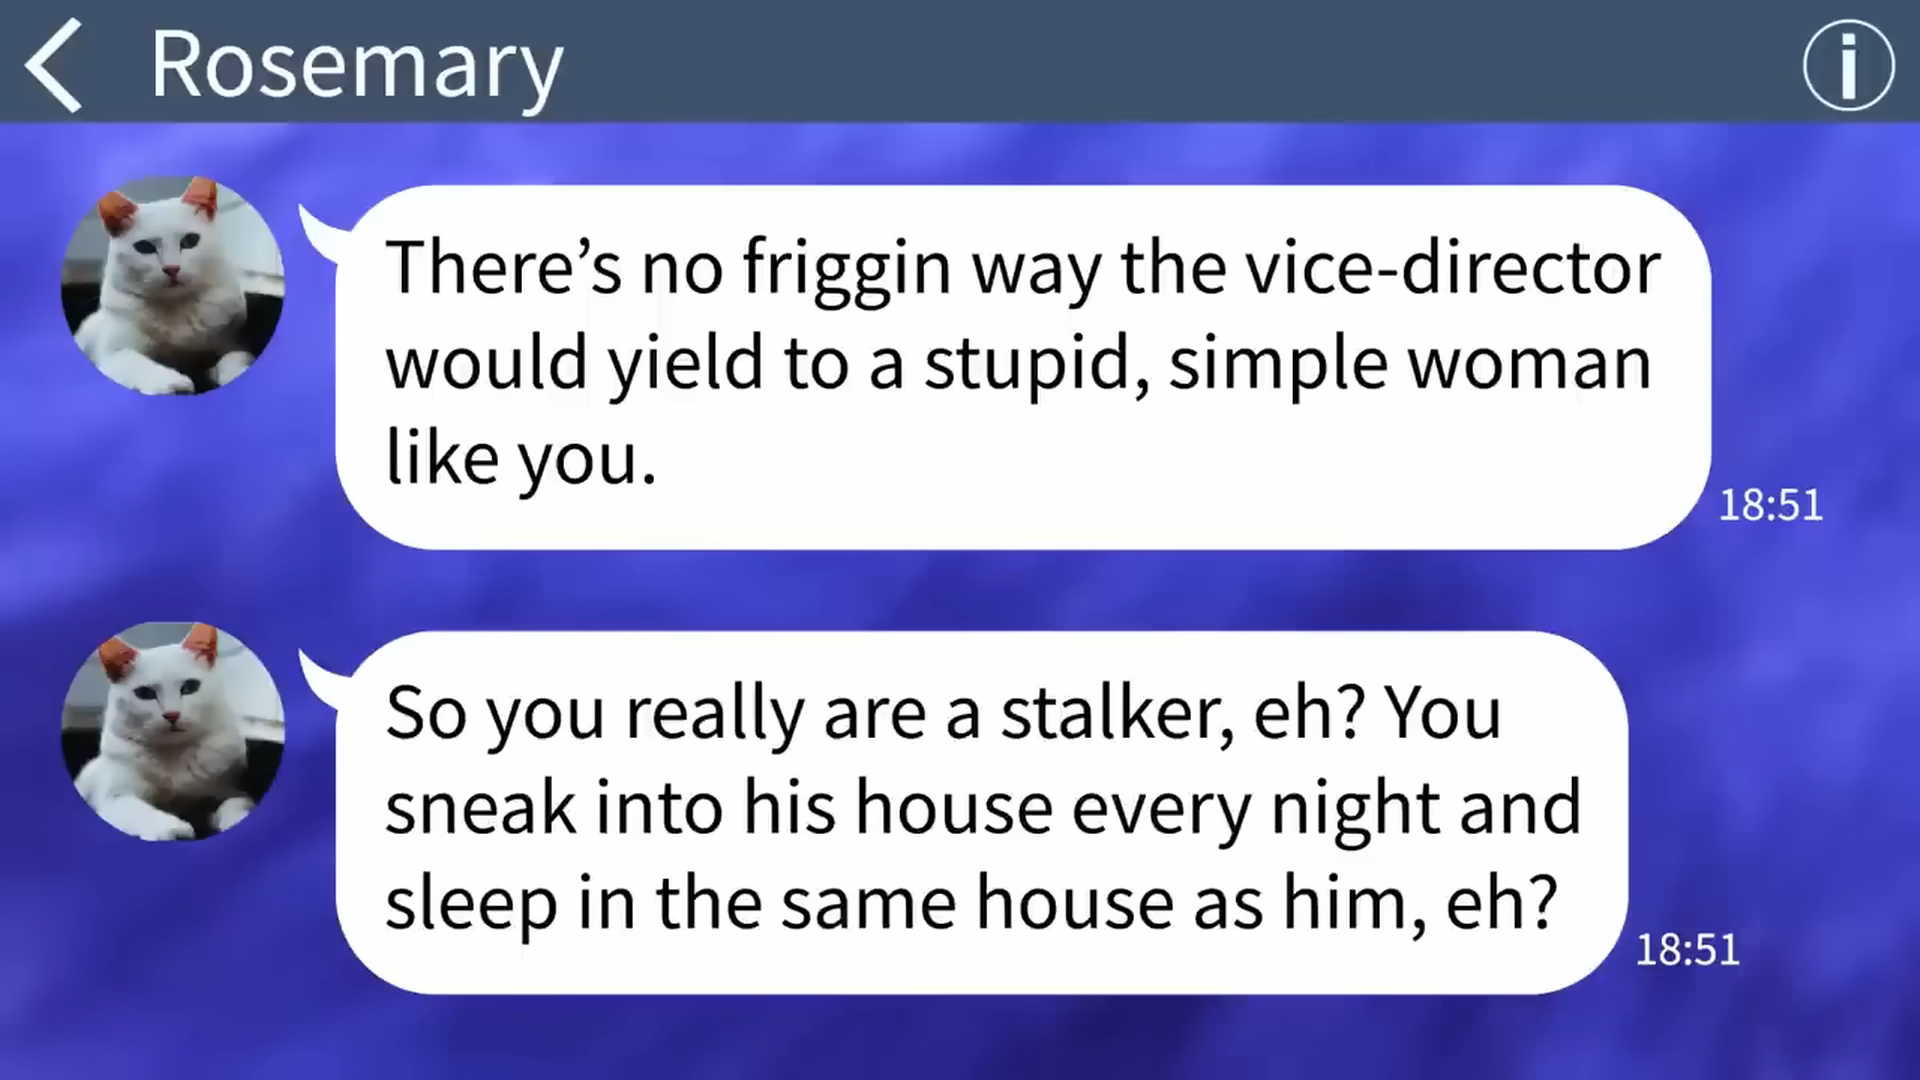 Rosemary
There’s no friggin way the vice-director
would yield to a stupid, simple woman
like you.
18:51
So you really are a stalker, eh? You
sneak into his house every night and
sleep in the same house as him, eh?
18:51